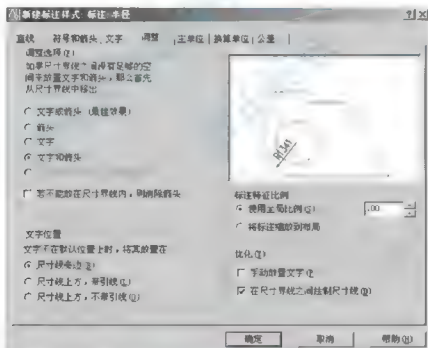 新建标注样式: 标注: 半径
直线 符号和箭头 文字 调整 主单位 换算单位 公差
调整选项(F)
如果尺寸界线之间没有足够的空
间来放置文字和箭头，那么首先
从尺寸界线中移出
文字或箭头（最佳效果）
箭头
文字
文字和箭头
若不能放在尺寸界线内，则消除箭头
文字位置
文字不在默认位置上时，将其放置在
尺寸线旁边(B)
尺寸线上方，带引线(L)
尺寸线上方，不带引线(O)
R1341
标注特征比例
使用全局比例(S)
.00
将标注缩放到布局
优化(T)
手动放置文字(P)
在尺寸界线之间绘制尺寸线(D)
确定 取消 帮助(H)